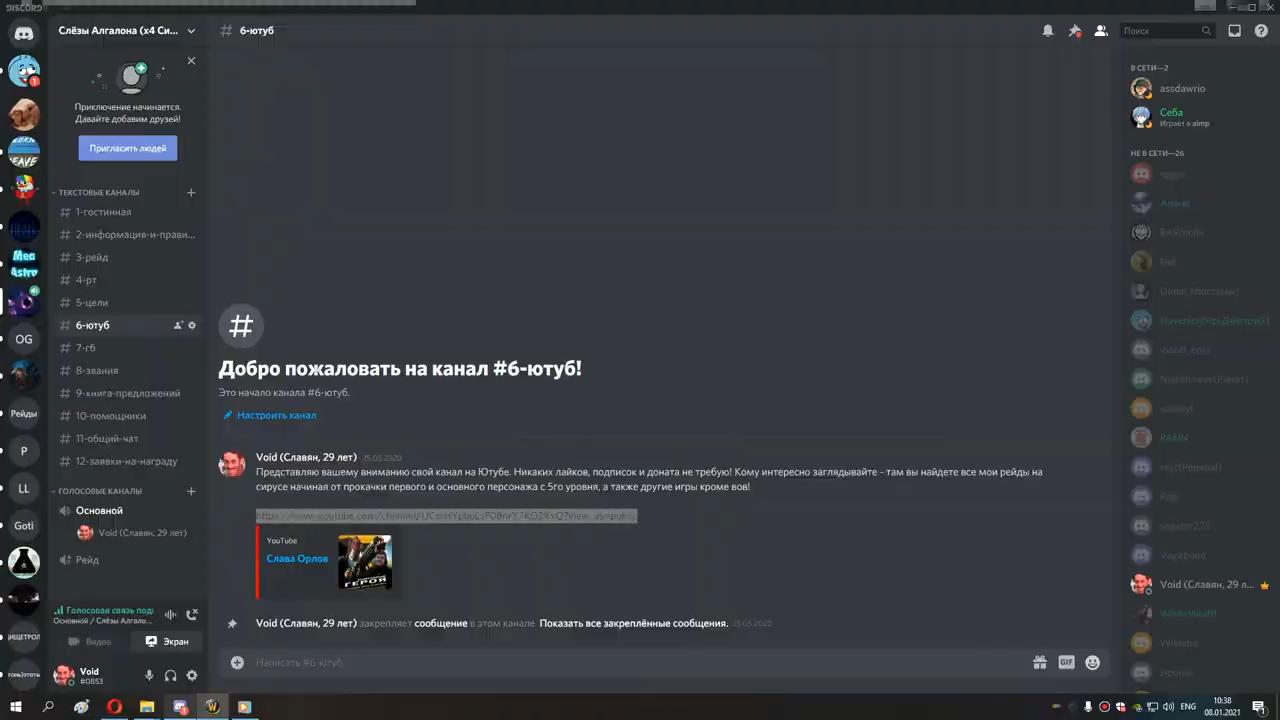 DISCORD
Слёзы Алгалона (x4 Си...
6-ютуб
Поиск
Приключение начинается.
Давайте добавим друзей!
Пригласить людей
ТЕКСТОВЫЕ КАНАЛЫ
1-гостинная
2-информация-и-прави...
3-рейд
4-рт
5-цели
6-ютуб
7-гб
8-звания
9-книга-предложений
10-помощники
11-общий-чат
12-заявки-на-награду
ГОЛОСОВЫЕ КАНАЛЫ
Основной
Void (Славян, 29 лет)
Рейд
Голосовая связь под
Основной / Слёзы Алгало...
Видео
Экран
Void
#0853
OG
Рейды
P
LL
Goti
Добро пожаловать на канал #6-ютуб!
Это начало канала #6-ютуб.
Настроить канал
Void (Славян, 29 лет) 25.05.2020
Представляю вашему вниманию свой канал на Ютубе. Никаких лайков, подписок и доната не требую! Кому интересно заглядывайте - там вы найдете все мои рейды на
сирусе начиная от прокачки первого и основного персонажа с 5го уровня, а также другие игры кроме вов!
YouTube
Слава Орлов
ГЕРОЯ
Void (Славян, 29 лет) закрепляет сообщение в этом канале Показать все закреплённые сообщения. 25.05.2020
Написать #6-ютуб
GIF
В СЕТИ—2
assdawrio
Себа
Играет в aimp
НЕ В СЕТИ—26
Void (Славян, 29 л...
ENG
10:38
08.01.2021